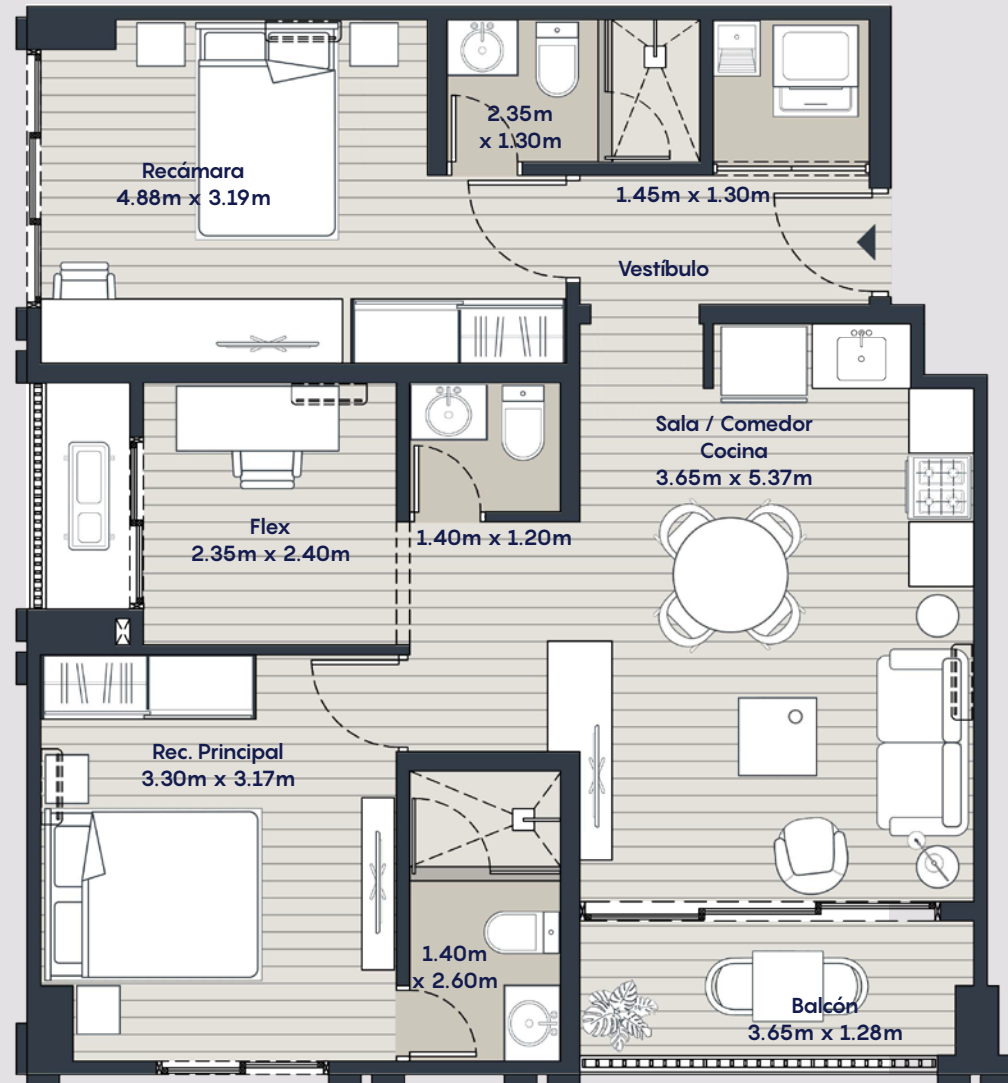 2.35m
x 1.30m
Recámara
4.88m x 3.19m
1.45m x 1.30m
Vestíbulo
Sala / Comedor
Cocina
3.65m x 5.37m
Flex
2.35m x 2.40m
1.40m x 1.20m
Rec. Principal
3.30m x 3.17m
1.40m
x 2.60m
Balcón
3.65m x 1.28m